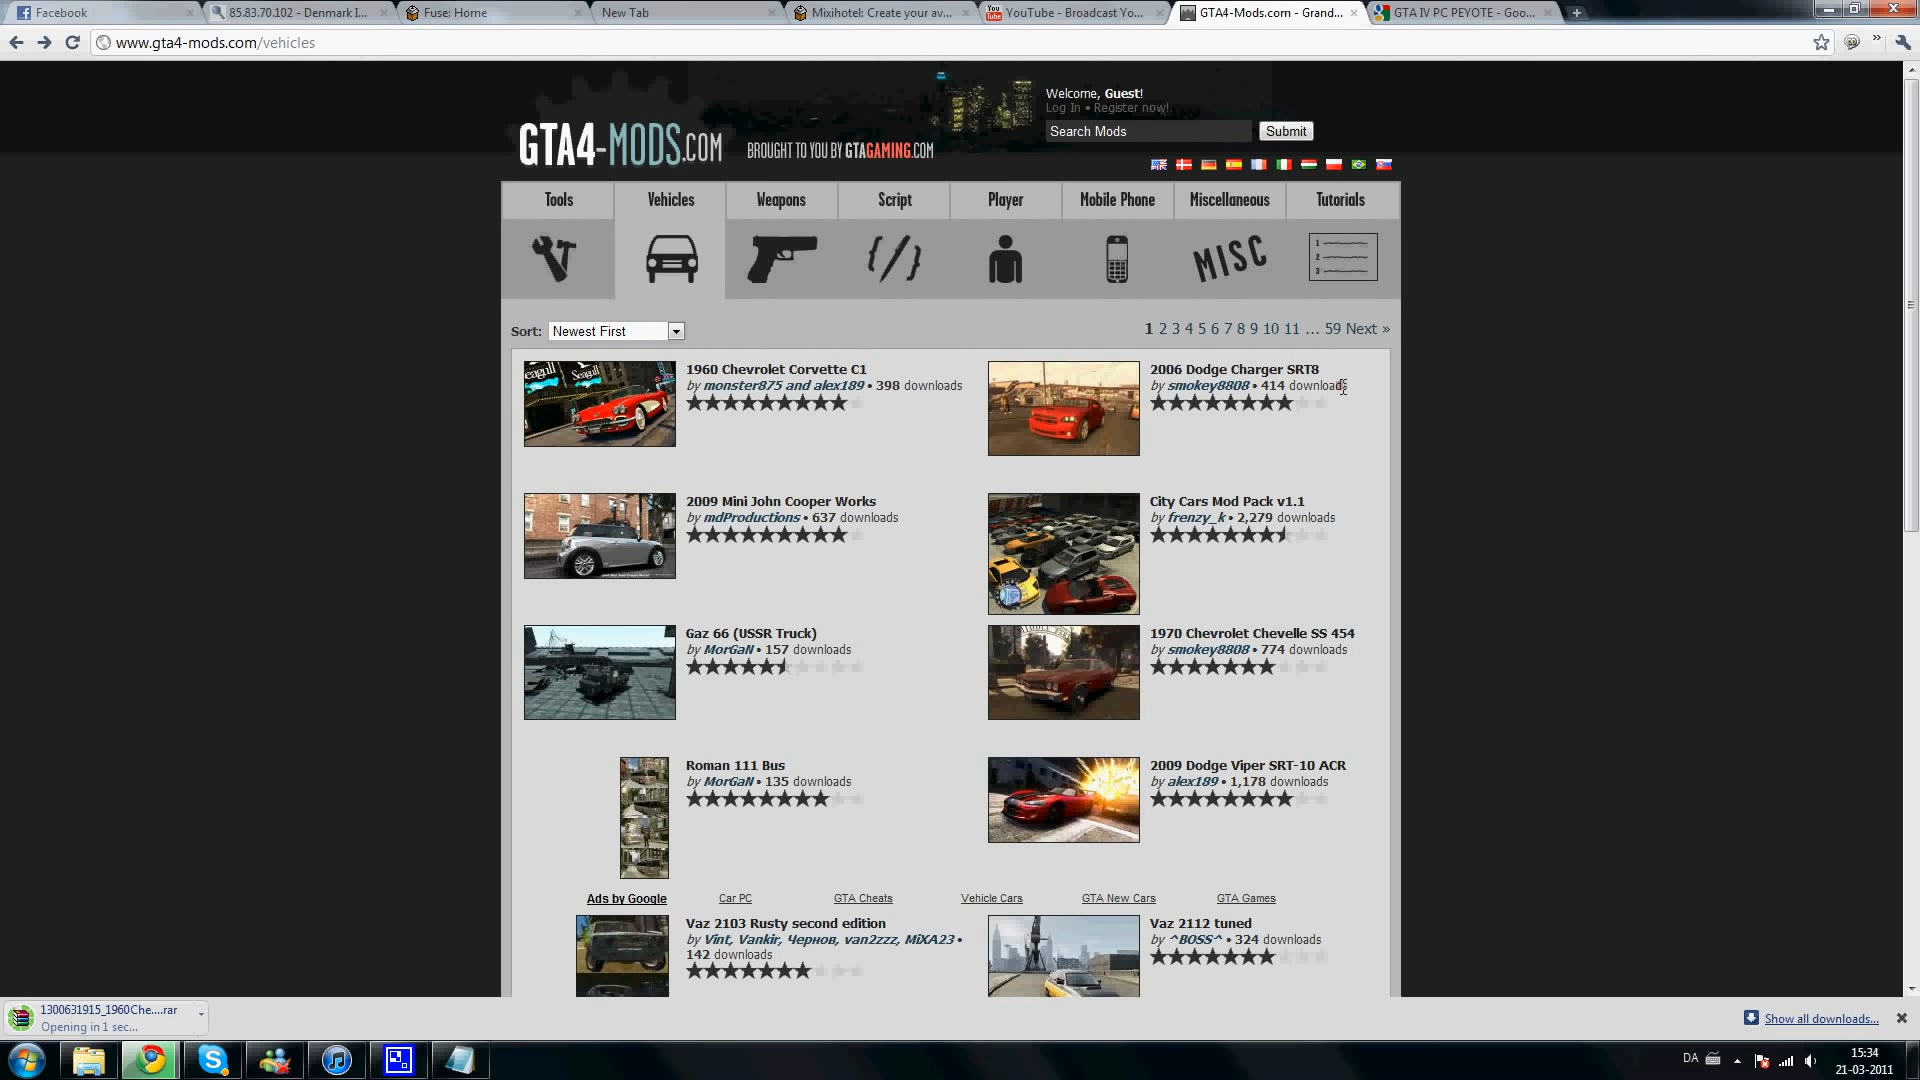 Facebook
85.83.70.102 - Denmark I...
Fuse: Home
New Tab
Mixihotel: Create your av...
YouTube - Broadcast Yo...
GTA4-Mods.com - Grand...
GTA IV PC PEYOTE - Goo...
www.gta4-mods.com/vehicles
Welcome, Guest!
Log In • Register now!.
Search Mods
Submit
GTA4-MODS.COM
BROUGHT TO YOU BY GTAGAMING.COM
Tools
Vehicles
Weapons
Script
Player
Mobile Phone
Miscellaneous
Tutorials
MISC
1
2
3
Sort:
Newest First
1 2 3 4 5 6 7 8 9 10 11 ... 59 Next »
Seagull
Seagull
1960 Chevrolet Corvette C1
by monster875 and alex189 • 398 downloads
2006 Dodge Charger SRT8
by smokey8808 • 414 downloads
2009 Mini John Cooper Works
by mdProductions • 637 downloads
City Cars Mod Pack v1.1
by frenzy_k • 2,279 downloads
Gaz 66 (USSR Truck)
by MorGaN • 157 downloads
1970 Chevrolet Chevelle SS 454
by smokey8808 • 774 downloads
Roman 111 Bus
by MorGaN • 135 downloads
2009 Dodge Viper SRT-10 ACR
by alex189 • 1,178 downloads
Ads by Google
Car PC
GTA Cheats
Vehicle Cars
GTA New Cars
GTA Games
Vaz 2103 Rusty second edition
by Vint, Vankir, Чернов, van2zzz, MiXA23 •
142 downloads
Vaz 2112 tuned
by ^BOSS^ • 324 downloads
1300631915_1960Che....rar
Opening in 1 sec...
Show all downloads...
DA
15:34
21-03-2011